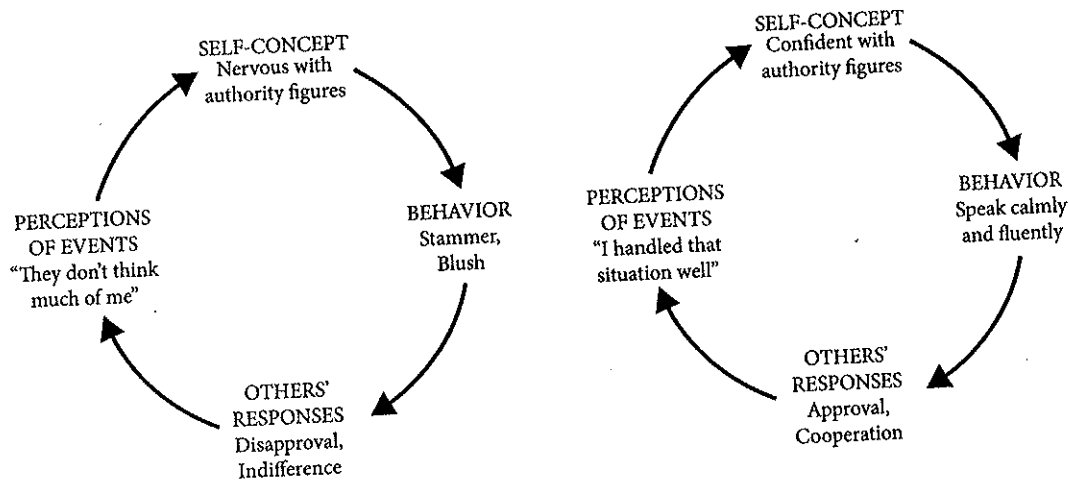 SELF-CONCEPT
Nervous with
authority figures
BEHAVIOR
Stammer,
Blush
OTHERS'
RESPONSES
Disapproval,
Indifference
PERCEPTIONS
OF EVENTS
“They don't think
much of me”
SELF-CONCEPT
Confident with
authority figures
BEHAVIOR
Speak calmly
and fluently
OTHERS'
RESPONSES
Approval,
Cooperation
PERCEPTIONS
OF EVENTS
“I handled that
situation well”